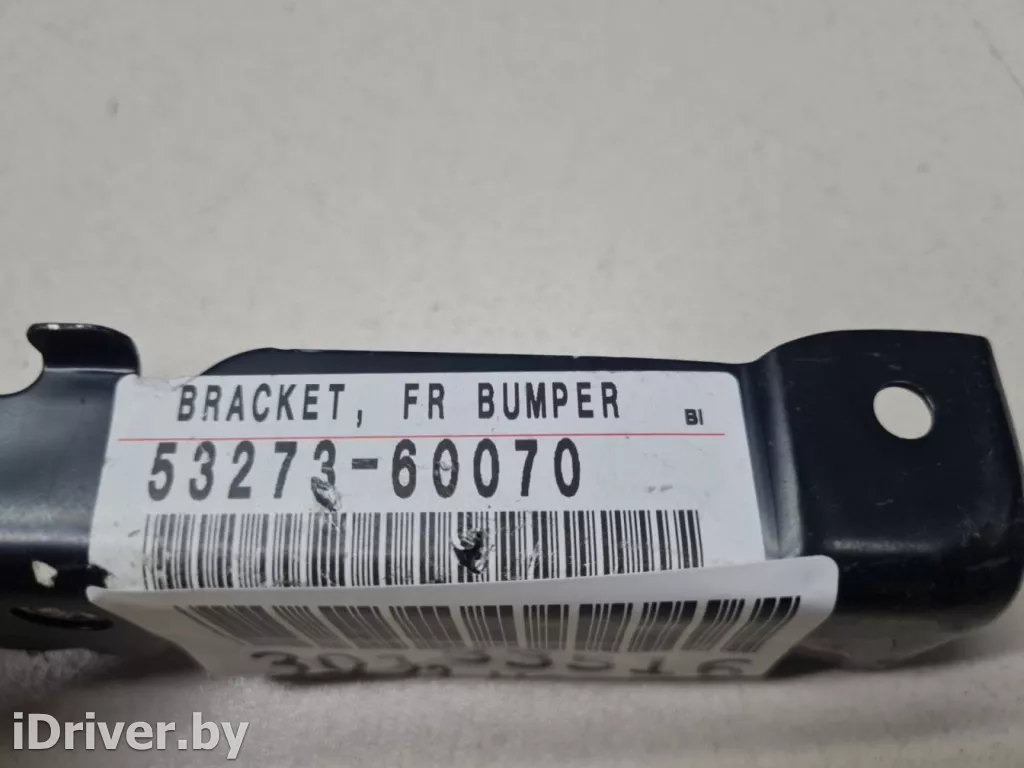 BRACKET, FR BUMPER
BI
53273-60070
iDriver.by